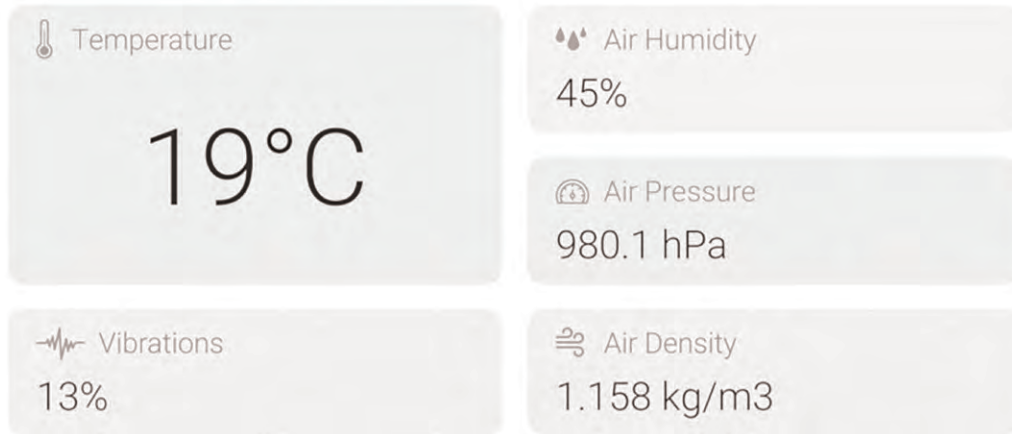 Temperature
19°C
Air Humidity
45%
Air Pressure
980.1 hPa
Vibrations
13%
Air Density
1.158 kg/m3